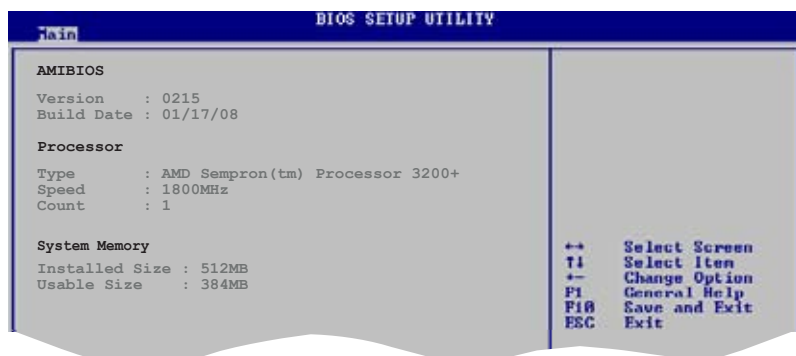 BIOS SETUP UTILITY
Main
AMIBIOS
Version : 0215
Build Date : 01/17/08
Processor
Type : AMD Sempron(tm) Processor 3200+
Speed : 1800MHz
Count : 1
System Memory
Installed Size : 512MB
Usable Size : 384MB
↔ Select Screen
↑↓ Select Item
+- Change Option
F1 General Help
F10 Save and Exit
ESC Exit